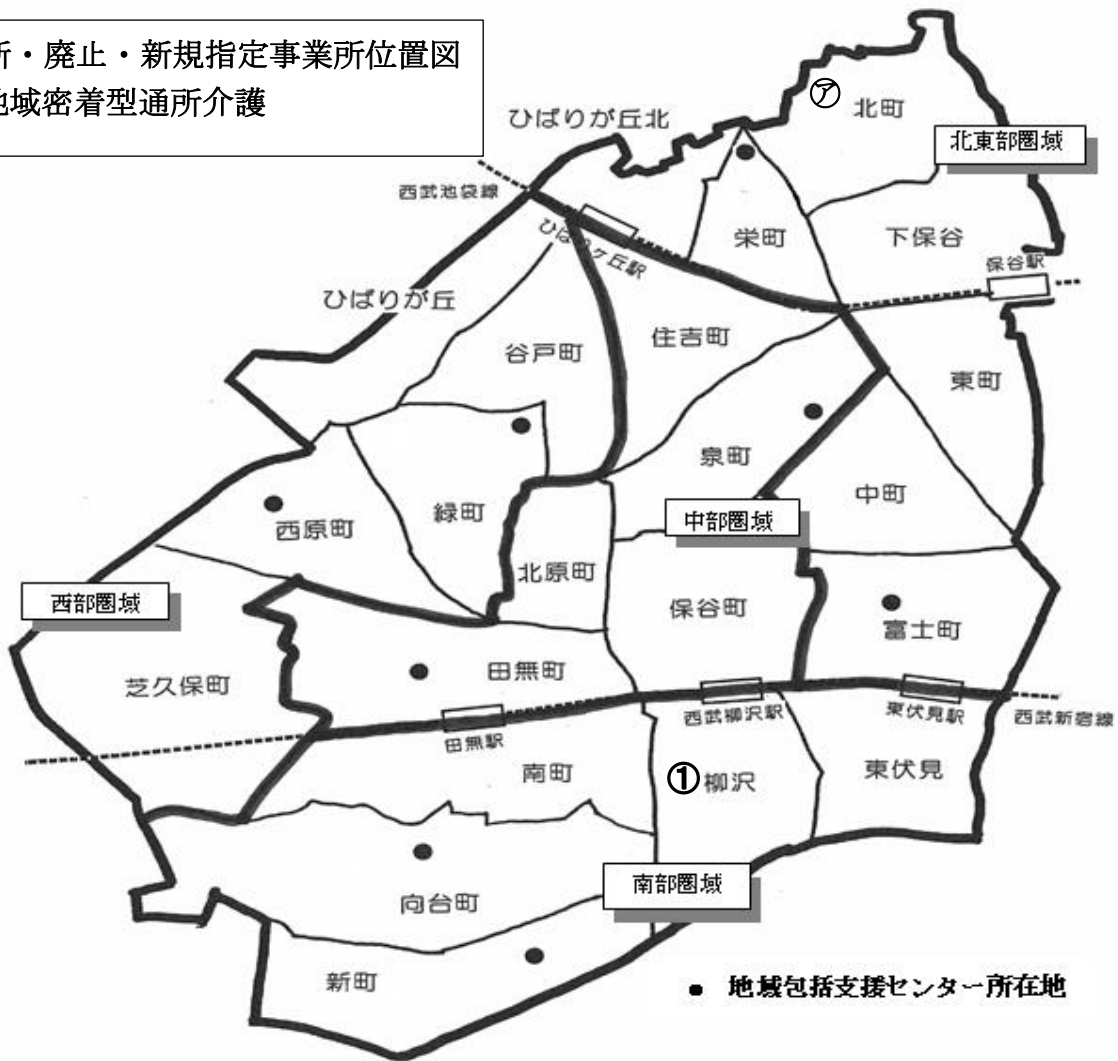 新・廃止・新規指定事業所位置図
地域密着型通所介護
㋐
北町
ひばりが丘北
北東部圏域
西武池袋線
ひばりヶ丘駅
栄町
下保谷
保谷駅
ひばりが丘
谷戸町
住吉町
東町
泉町
中町
緑町
西原町
中部圏域
北原町
保谷町
西部圏域
富士町
芝久保町
田無町
西武柳沢駅
東伏見駅
西武新宿線
田無駅
南町
①柳沢
東伏見
南部圏域
向台町
新町
● 地域包括支援センター所在地